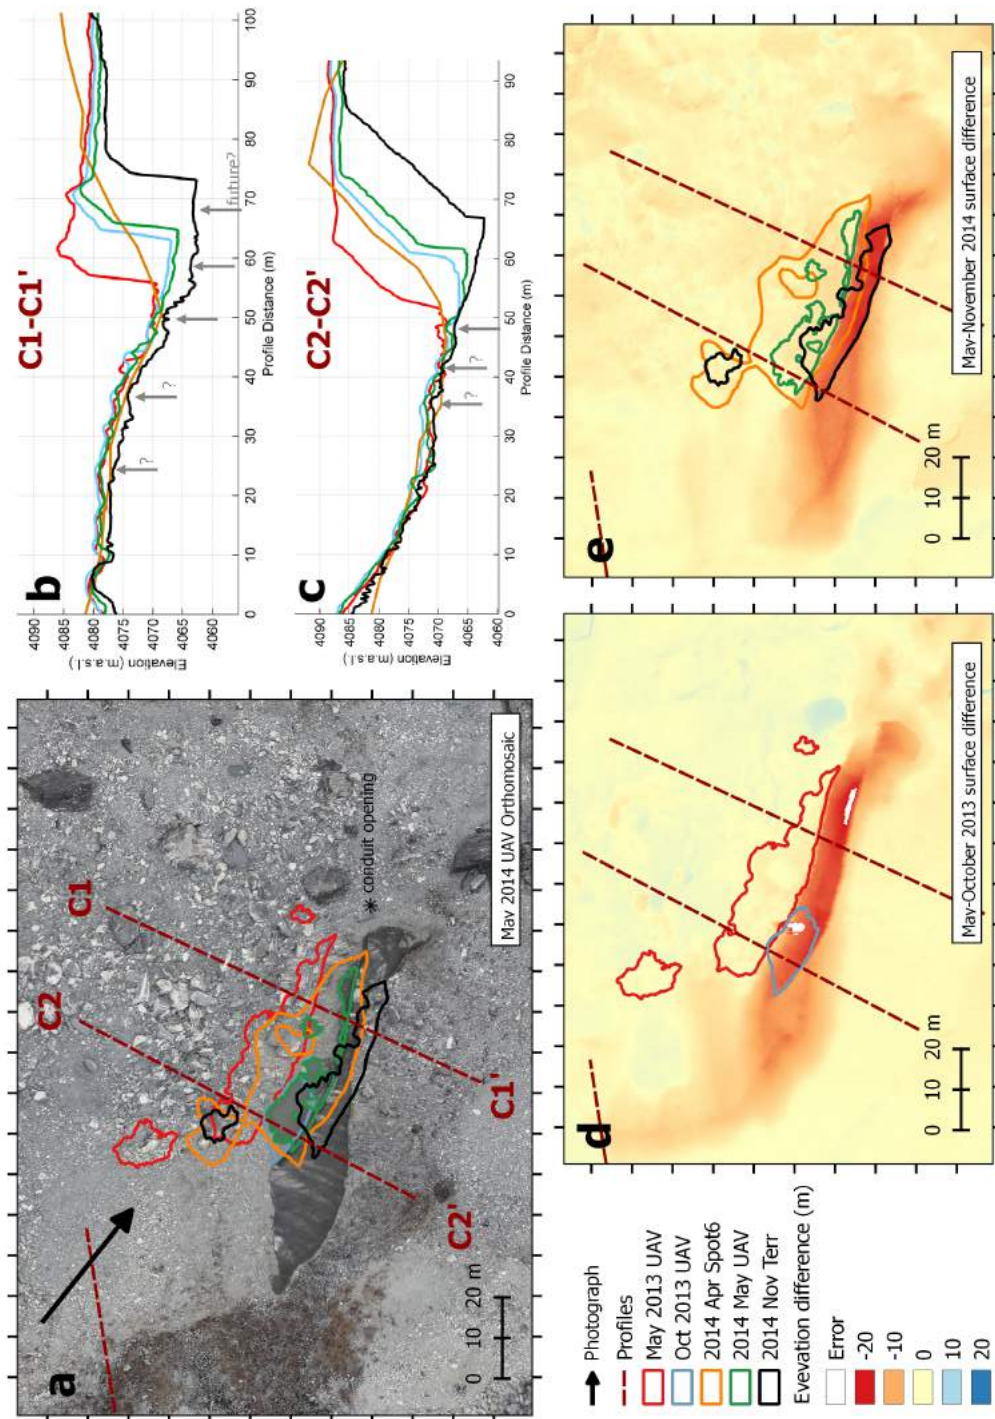 a
C2
C1
C2'
C1'
conduit opening
0 10 20 m
May 2014 UAV Orthomosaic
b
C1-C1'
Elevation (m.a.s.l.)
4090
4085
4080
4075
4070
4065
4060
0 10 20 30 40 50 60 70 80 90 100
Profile Distance (m)
?
?
future?
c
C2-C2'
Elevation (m.a.s.l.)
4090
4085
4080
4075
4070
4065
4060
0 10 20 30 40 50 60 70 80 90
Profile Distance (m)
?
?
Photograph
Profiles
May 2013 UAV
Oct 2013 UAV
2014 Apr Spot6
2014 May UAV
2014 Nov Terr
Evevation difference (m)
Error
-20
-10
0
10
20
d
0 10 20 m
May-October 2013 surface difference
e
0 10 20 m
May-November 2014 surface difference